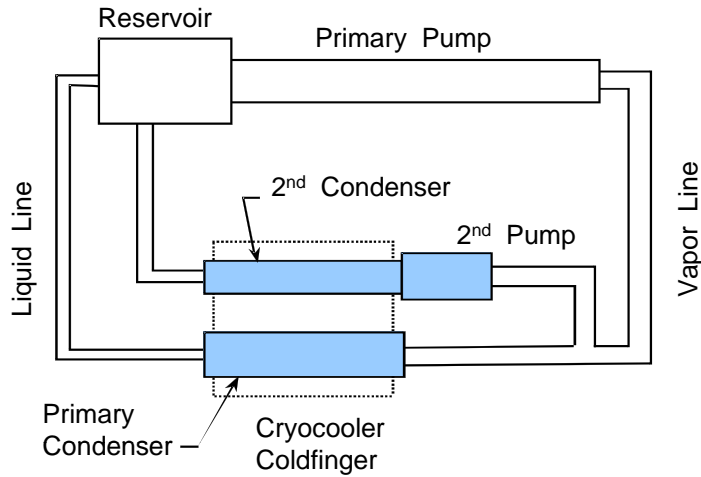 Reservoir
Primary Pump
2nd Condenser
2nd Pump
Liquid Line
Vapor Line
Primary
Condenser
Cryocooler
Coldfinger